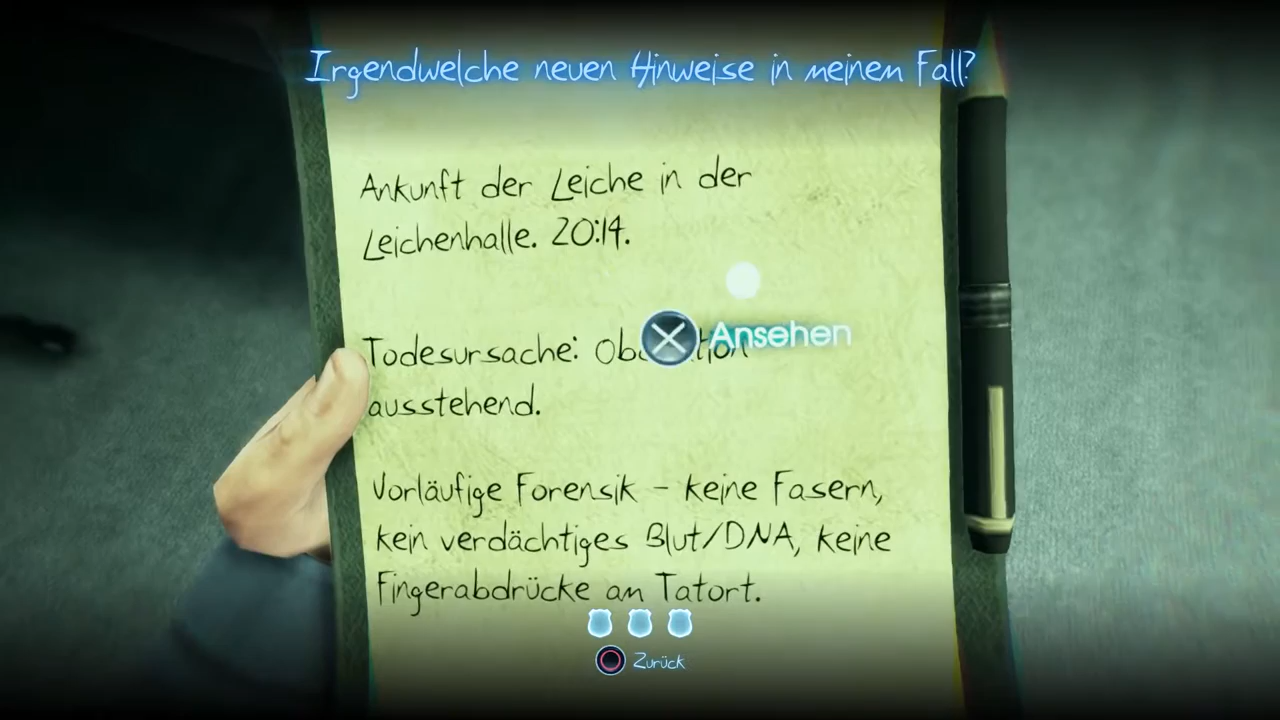 Irgendwelche neuen Hinweise in meinem Fall?
Ankunft der Leiche in der
Leichenhalle. 20:14.
Ansehen
Todesursache:
ausstehend.
Vorläufige Forensik - keine Fasern,
kein verdächtiges Blut/DNA, keine
Fingerabdrücke am Tatort.
Zurück